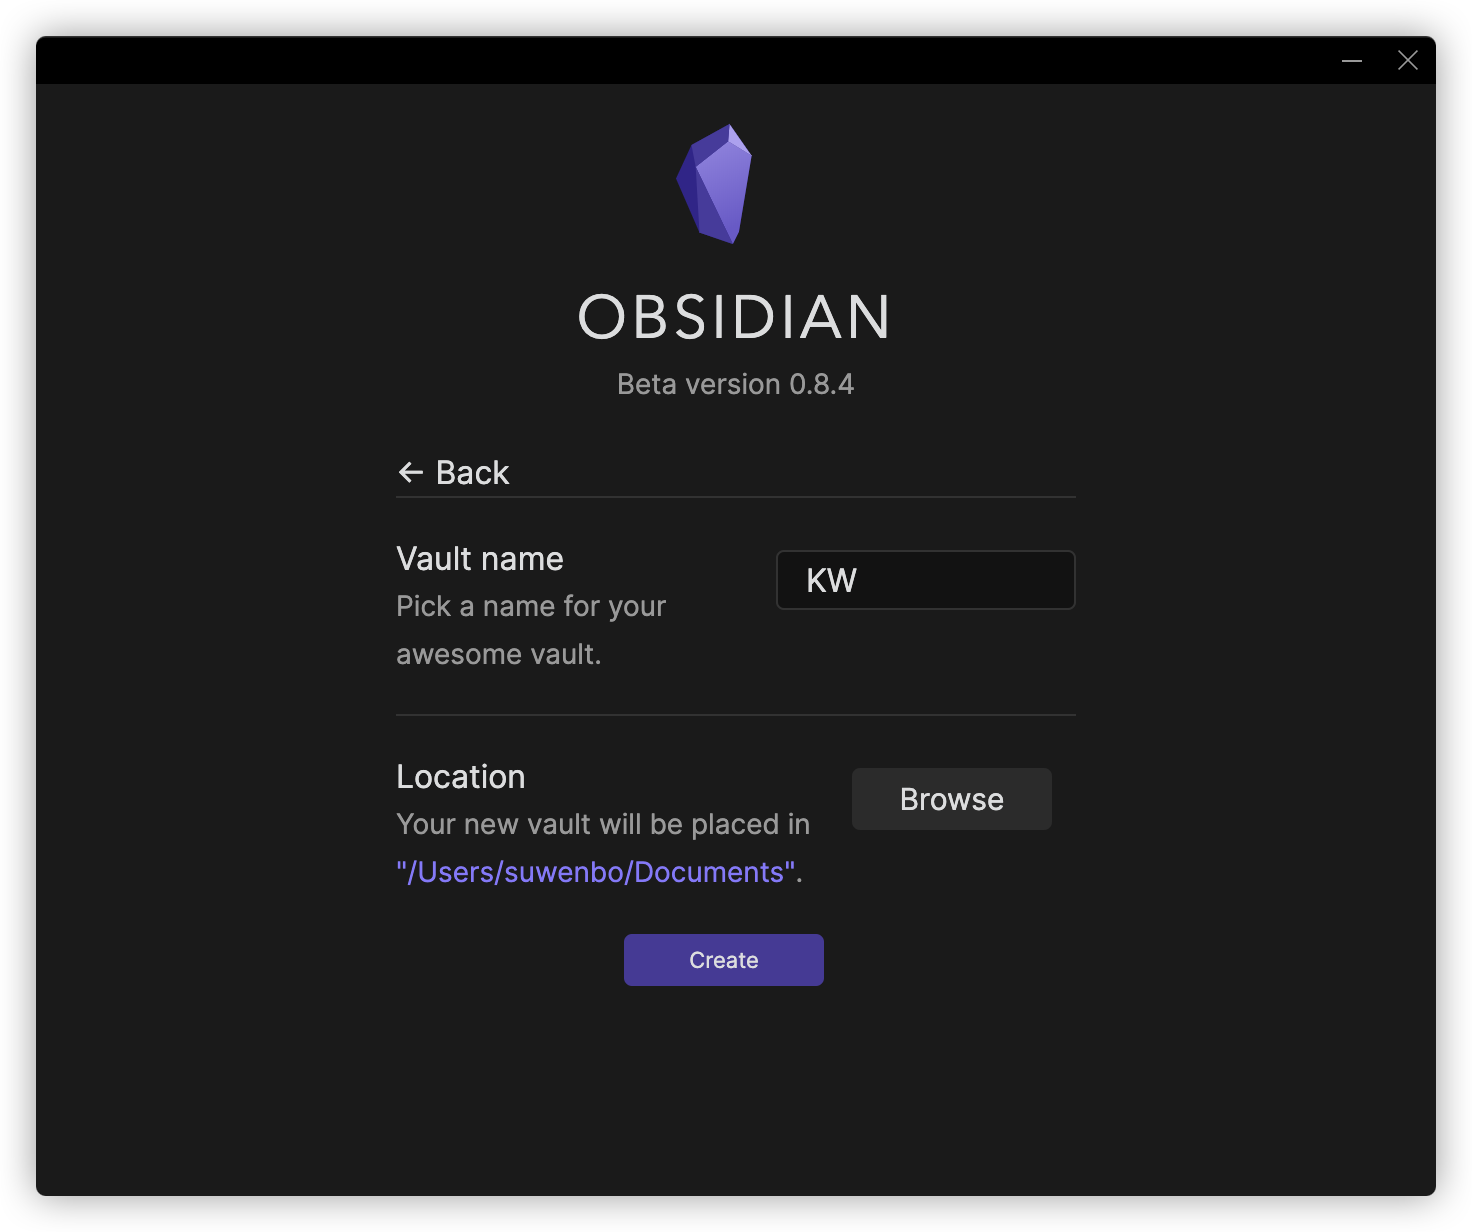 OBSIDIAN
Beta version 0.8.4
← Back
Vault name
Pick a name for your
awesome vault.
KW
Location
Your new vault will be placed in
"/Users/suwenbo/Documents".
Browse
Create